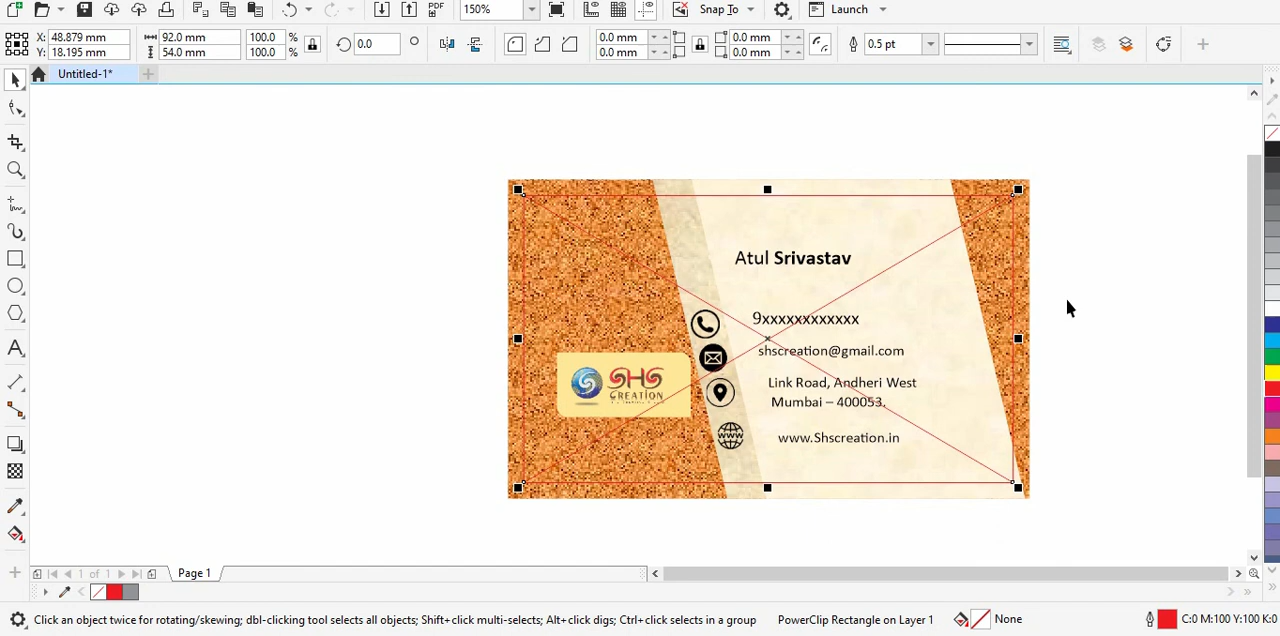 PDF
150%
Snap To
Launch
X: 48.879 mm
92.0 mm
100.0 %
0.0
0.0 mm
0.0 mm
0.5 pt
Y: 18.195 mm
54.0 mm
100.0 %
0.0 mm
0.0 mm
Untitled-1*
Atul Srivastav
9xxxxxxxxxxxx
shscreation@gmail.com
SHS
CREATION
Link Road, Andheri West
Mumbai – 400053.
WWW
www.Shscreation.in
1 of 1
Page 1
Click an object twice for rotating/skewing; dbl-clicking tool selects all objects; Shift+click multi-selects; Alt+click digs; Ctrl+click selects in a group
PowerClip Rectangle on Layer 1
None
C:0 M:100 Y:100 K:0